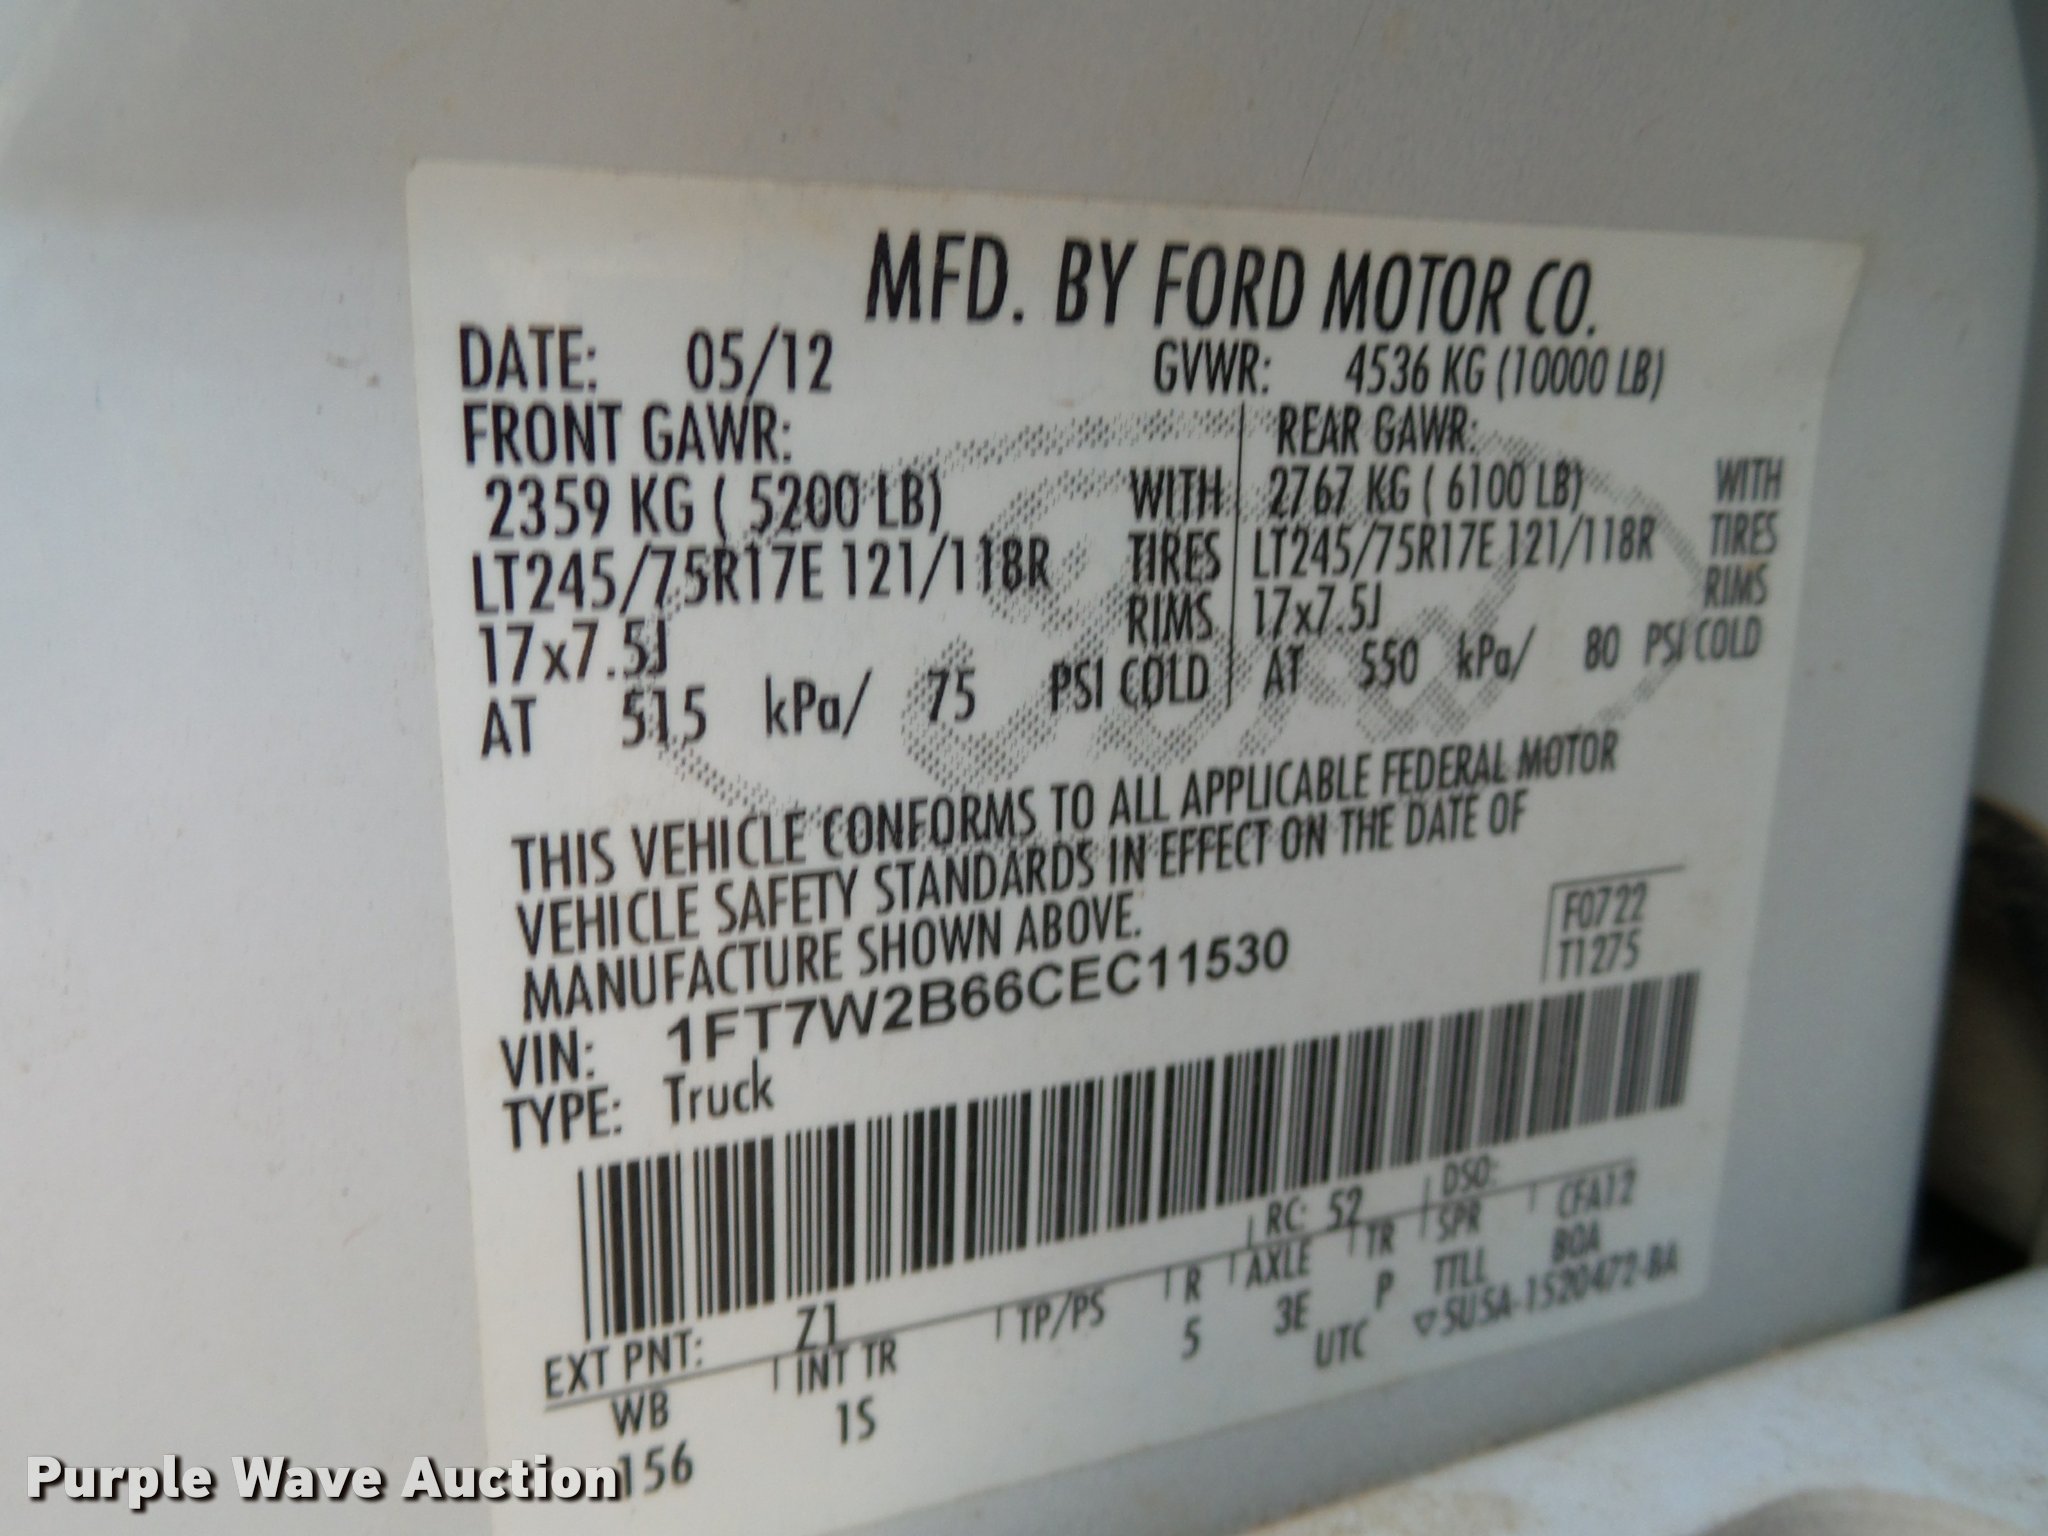 MFD. BY FORD MOTOR CO.
DATE: 05/12 GVWR: 4536 KG (10000 LB)
FRONT GAWR: REAR GAWR:
2359 KG ( 5200 LB) WITH 2767 KG ( 6100 LB) WITH
LT245/75R17E 121/118R TIRES LT245/75R17E 121/118R TIRES
17x7.5J RIMS 17x7.5J RIMS
AT 515 kPa/ 75 PSI COLD AT 550 kPa/ 80 PSI COLD
THIS VEHICLE CONFORMS TO ALL APPLICABLE FEDERAL MOTOR
VEHICLE SAFETY STANDARDS IN EFFECT ON THE DATE OF
MANUFACTURE SHOWN ABOVE.
F0722
T1275
VIN: 1FT7W2B66CEC11530
TYPE: Truck
EXT PNT: Z1 RC: 52 DSO:
WB INT TR TP/PS R AXLE TR SPR CFA12
156 1S 5 3E P TTLL BOA
UTC ▽SUSA-1520472-BA
Ford
Purple Wave Auction